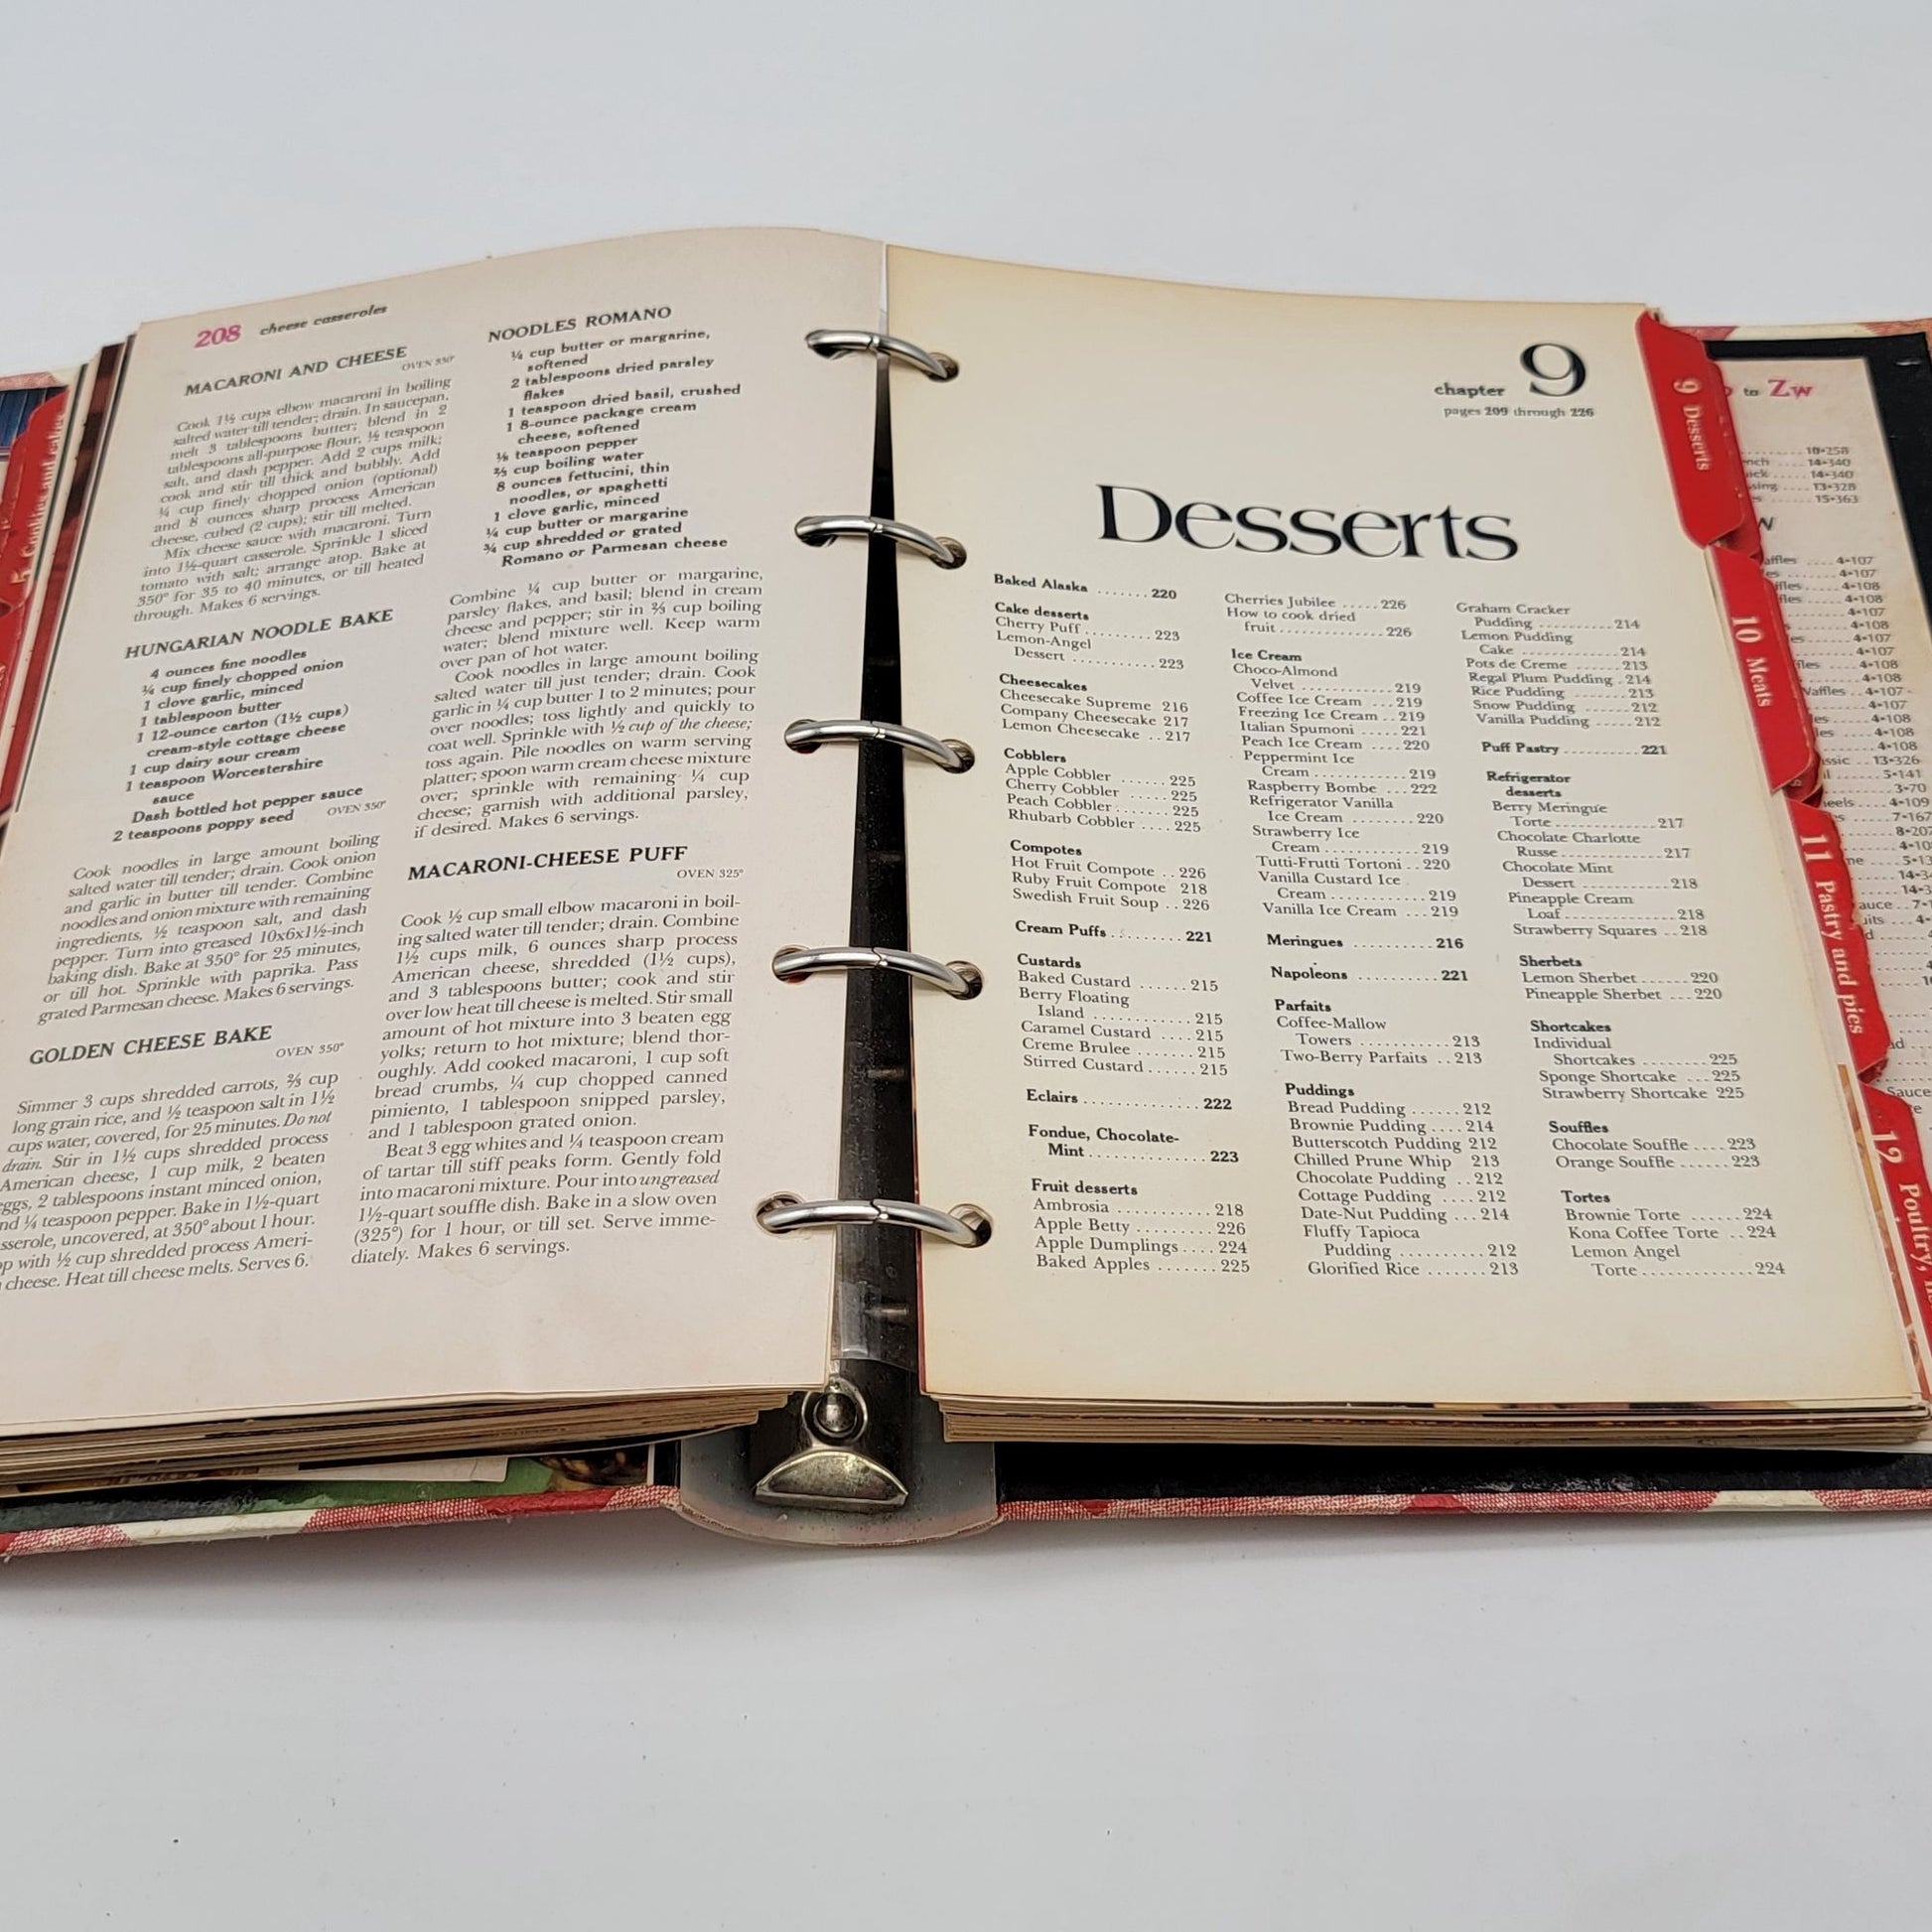 208 cheese casseroles
MACARONI AND CHEESE
OVEN 350°
Cook 1½ cups elbow macaroni in boiling
salted water till tender; drain. In saucepan,
melt 3 tablespoons butter; blend in 2
tablespoons all-purpose flour, ½ teaspoon
salt, and dash pepper. Add 2 cups milk;
cook and stir till thick and bubbly. Add
¼ cup finely chopped onion (optional)
and 8 ounces sharp process American
cheese, cubed (2 cups); stir till melted.
Mix cheese sauce with macaroni. Turn
into 1½-quart casserole. Sprinkle 1 sliced
tomato with salt; arrange atop. Bake at
350° for 35 to 40 minutes, or till heated
through. Makes 6 servings.
HUNGARIAN NOODLE BAKE
4 ounces fine noodles
¼ cup finely chopped onion
1 clove garlic, minced
1 tablespoon butter
1 12-ounce carton (1½ cups)
cream-style cottage cheese
1 cup dairy sour cream
1 teaspoon Worcestershire
sauce
Dash bottled hot pepper sauce
2 teaspoons poppy seed OVEN 350°
Cook noodles in large amount boiling
salted water till tender; drain. Cook onion
and garlic in butter till tender. Combine
noodles and onion mixture with remaining
ingredients, ½ teaspoon salt, and dash
pepper. Turn into greased 10x6x1½-inch
baking dish. Bake at 350° for 25 minutes,
or till hot. Sprinkle with paprika. Pass
grated Parmesan cheese. Makes 6 servings.
GOLDEN CHEESE BAKE
OVEN 350°
Simmer 3 cups shredded carrots, ⅔ cup
long grain rice, and ½ teaspoon salt in 1½
cups water, covered, for 25 minutes. Do not
drain. Stir in 1½ cups shredded process
American cheese, 1 cup milk, 2 beaten
eggs, 2 tablespoons instant minced onion,
nd ¼ teaspoon pepper. Bake in 1½-quart
sserole, uncovered, at 350° about 1 hour.
op with ½ cup shredded process Ameri-
cheese. Heat till cheese melts. Serves 6.
NOODLES ROMANO
¼ cup butter or margarine,
softened
2 tablespoons dried parsley
flakes
1 teaspoon dried basil, crushed
1 8-ounce package cream
cheese, softened
⅛ teaspoon pepper
⅔ cup boiling water
8 ounces fettucini, thin
noodles, or spaghetti
1 clove garlic, minced
¼ cup butter or margarine
¾ cup shredded or grated
Romano or Parmesan cheese
Combine ¼ cup butter or margarine,
parsley flakes, and basil; blend in cream
cheese and pepper; stir in ⅔ cup boiling
water; blend mixture well. Keep warm
over pan of hot water.
Cook noodles in large amount boiling
salted water till just tender; drain. Cook
garlic in ¼ cup butter 1 to 2 minutes; pour
over noodles; toss lightly and quickly to
coat well. Sprinkle with ½ cup of the cheese;
toss again. Pile noodles on warm serving
platter; spoon warm cream cheese mixture
over; sprinkle with remaining ¼ cup
cheese; garnish with additional parsley,
if desired. Makes 6 servings.
MACARONI-CHEESE PUFF
OVEN 325°
Cook ½ cup small elbow macaroni in boil-
ing salted water till tender; drain. Combine
1½ cups milk, 6 ounces sharp process
American cheese, shredded (1½ cups),
and 3 tablespoons butter; cook and stir
over low heat till cheese is melted. Stir small
amount of hot mixture into 3 beaten egg
yolks; return to hot mixture; blend thor-
oughly. Add cooked macaroni, 1 cup soft
bread crumbs, ¼ cup chopped canned
pimiento, 1 tablespoon snipped parsley,
and 1 tablespoon grated onion.
Beat 3 egg whites and ¼ teaspoon cream
of tartar till stiff peaks form. Gently fold
into macaroni mixture. Pour into ungreased
1½-quart souffle dish. Bake in a slow oven
(325°) for 1 hour, or till set. Serve imme-
diately. Makes 6 servings.
chapter 9
pages 209 through 226
Desserts
Baked Alaska ....... 220
Cake desserts
Cherry Puff ......... 223
Lemon-Angel
Dessert ........... 223
Cheesecakes
Cheesecake Supreme 216
Company Cheesecake 217
Lemon Cheesecake .. 217
Cobblers
Apple Cobbler ...... 225
Cherry Cobbler ..... 225
Peach Cobbler ...... 225
Rhubarb Cobbler .... 225
Compotes
Hot Fruit Compote .. 226
Ruby Fruit Compote 218
Swedish Fruit Soup .. 226
Cream Puffs ......... 221
Custards
Baked Custard ...... 215
Berry Floating
Island ............ 215
Caramel Custard .... 215
Creme Brulee ....... 215
Stirred Custard ...... 215
Eclairs ............. 222
Fondue, Chocolate-
Mint ............. 223
Fruit desserts
Ambrosia ........... 218
Apple Betty ........ 226
Apple Dumplings .... 224
Baked Apples ....... 225
Cherries Jubilee ..... 226
How to cook dried
fruit ............. 226
Ice Cream
Choco-Almond
Velvet ............ 219
Coffee Ice Cream ... 219
Freezing Ice Cream .. 219
Italian Spumoni ..... 221
Peach Ice Cream .... 220
Peppermint Ice
Cream ............ 219
Raspberry Bombe ... 222
Refrigerator Vanilla
Ice Cream ........ 220
Strawberry Ice
Cream ............ 219
Tutti-Frutti Tortoni .. 220
Vanilla Custard Ice
Cream ............ 219
Vanilla Ice Cream ... 219
Meringues .......... 216
Napoleons .......... 221
Parfaits
Coffee-Mallow
Towers ........... 213
Two-Berry Parfaits .. 213
Puddings
Bread Pudding ...... 212
Brownie Pudding .... 214
Butterscotch Pudding 212
Chilled Prune Whip 213
Chocolate Pudding .. 212
Cottage Pudding .... 212
Date-Nut Pudding ... 214
Fluffy Tapioca
Pudding .......... 212
Glorified Rice ....... 213
Graham Cracker
Pudding .......... 214
Lemon Pudding
Cake ............. 214
Pots de Creme ...... 213
Regal Plum Pudding . 214
Rice Pudding ....... 213
Snow Pudding ...... 212
Vanilla Pudding ..... 212
Puff Pastry .......... 221
Refrigerator
desserts
Berry Meringue
Torte ............. 217
Chocolate Charlotte
Russe ............ 217
Chocolate Mint
Dessert ........... 218
Pineapple Cream
Loaf .............. 218
Strawberry Squares .. 218
Sherbets
Lemon Sherbet ...... 220
Pineapple Sherbet ... 220
Shortcakes
Individual
Shortcakes ........ 225
Sponge Shortcake ... 225
Strawberry Shortcake 225
Souffles
Chocolate Souffle .... 223
Orange Souffle ...... 223
Tortes
Brownie Torte ...... 224
Kona Coffee Torte .. 224
Lemon Angel
Torte ............. 224
9 Desserts
10 Meats
11 Pastry and pies
12 Poultry,
to Zw
10-258
14-340
14-340
13-328
15-363